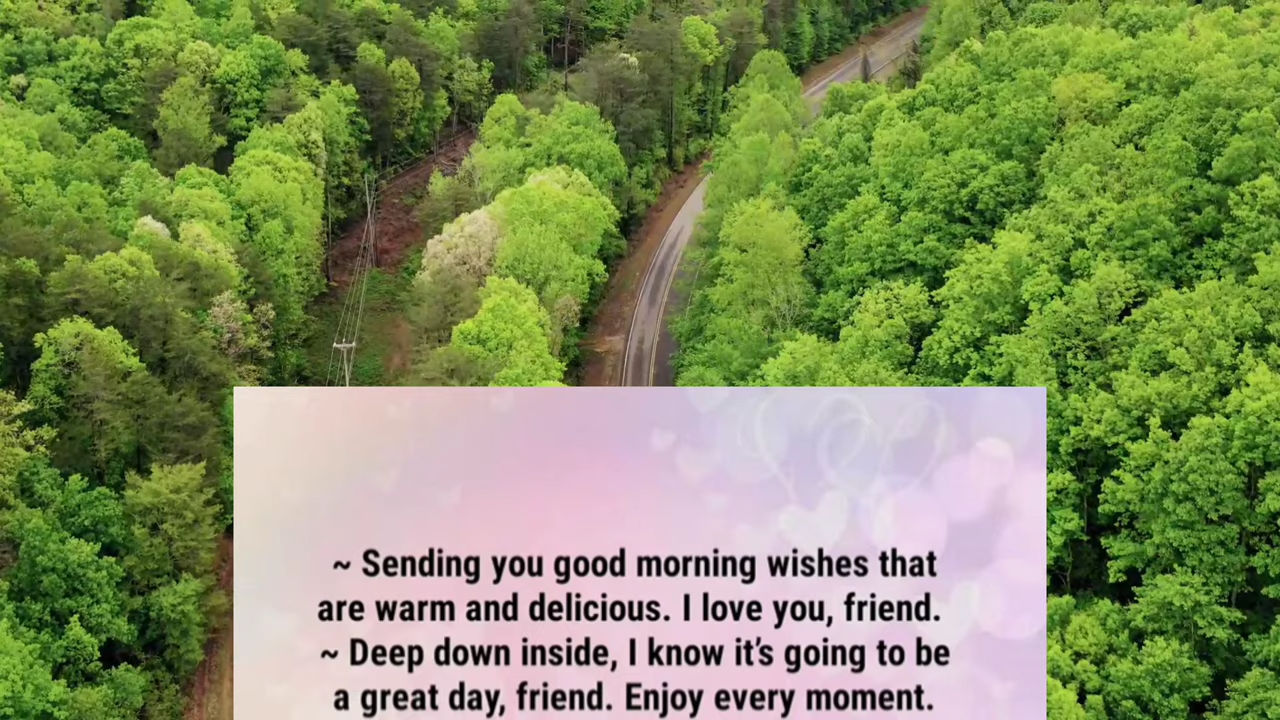 ~ Sending you good morning wishes that
are warm and delicious. I love you, friend.
~ Deep down inside, I know it’s going to be
a great day, friend. Enjoy every moment.